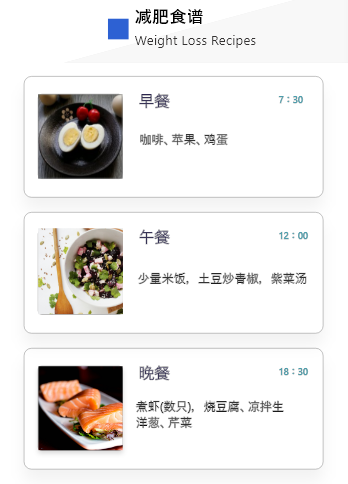 减肥食谱
Weight Loss Recipes
早餐
7：30
咖啡、苹果、鸡蛋
午餐
12：00
少量米饭，土豆炒青椒，紫菜汤
晚餐
18：30
煮虾(数只)，烧豆腐、凉拌生
洋葱、芹菜